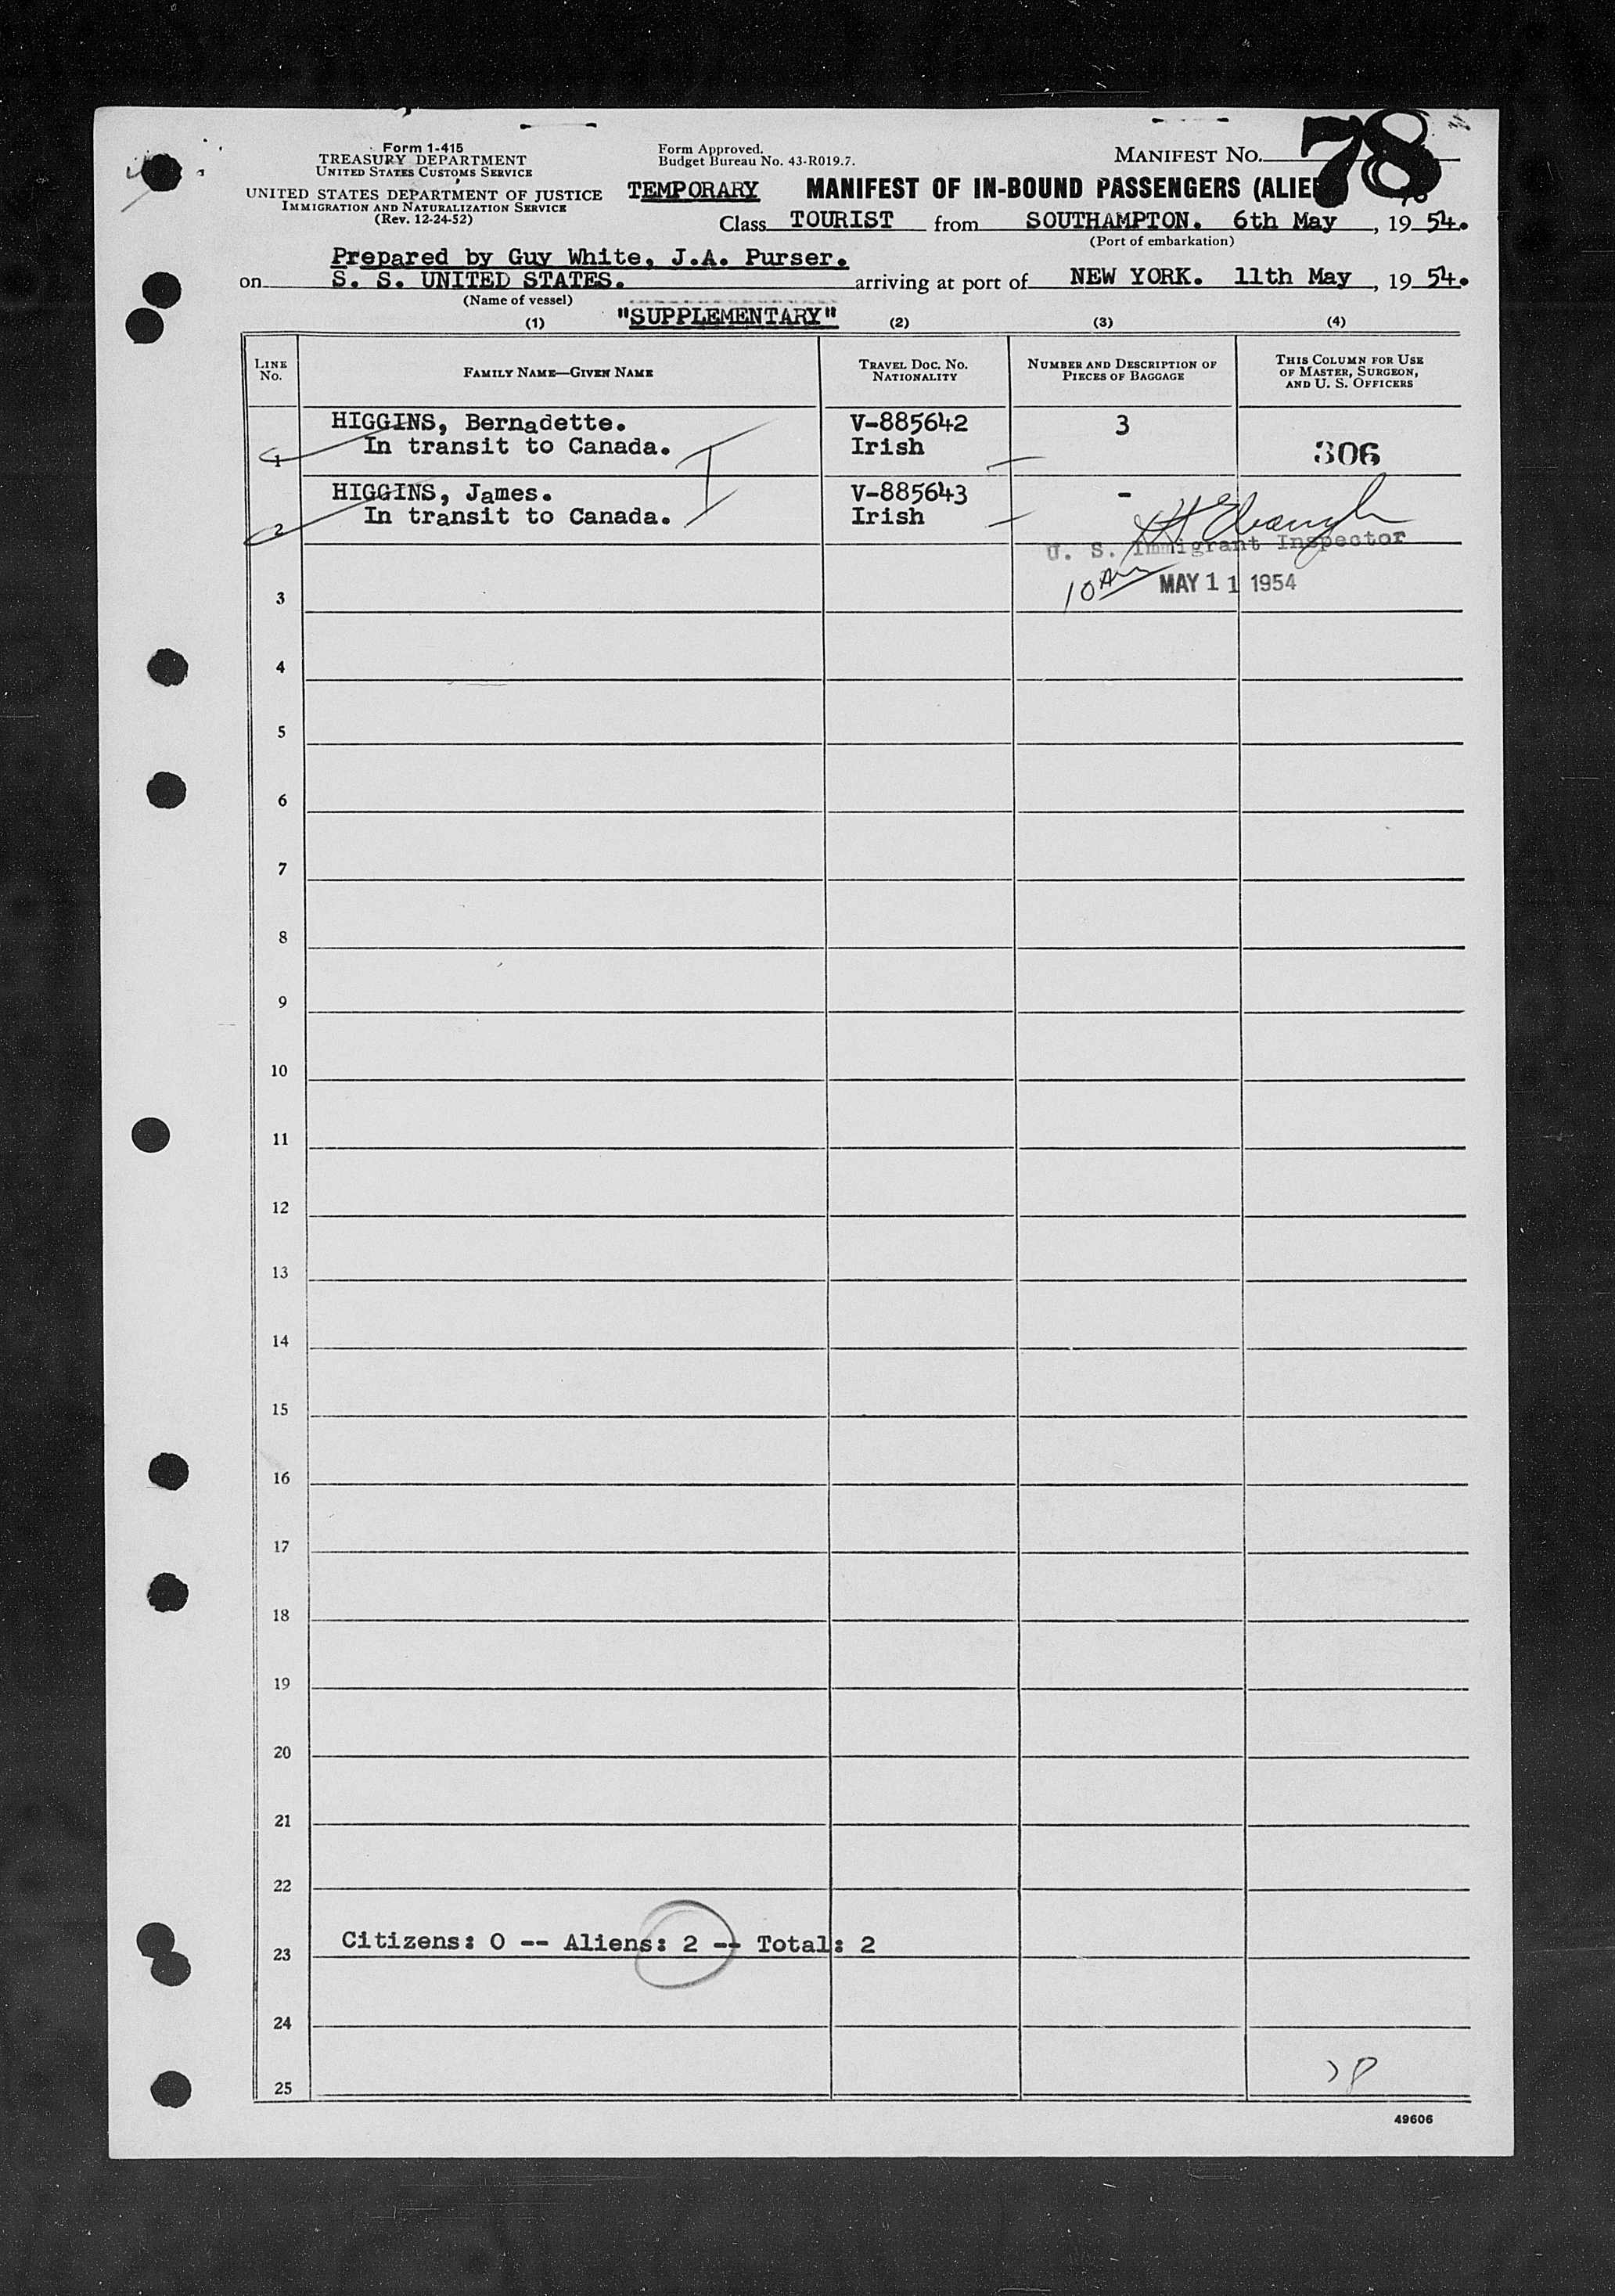 Form 1-415
TREASURY DEPARTMENT
UNITED STATES CUSTOMS SERVICE
UNITED STATES DEPARTMENT OF JUSTICE
IMMIGRATION AND NATURALIZATION SERVICE
(Rev. 12-24-52)
Form Approved.
Budget Bureau No. 43-R019.7.
MANIFEST No. 78
TEMPORARY MANIFEST OF IN-BOUND PASSENGERS (ALIE
Class TOURIST from SOUTHAMPTON. 6th May, 19 54.
(Port of embarkation)
Prepared by Guy White, J.A. Purser.
on S. S. UNITED STATES. arriving at port of NEW YORK. 11th May, 19 54.
(Name of vessel)
"SUPPLEMENTARY"
(1) (2) (3) (4)
LINE No. FAMILY NAME—GIVEN NAME TRAVEL DOC. NO. NATIONALITY NUMBER AND DESCRIPTION OF PIECES OF BAGGAGE THIS COLUMN FOR USE OF MASTER, SURGEON, AND U. S. OFFICERS
HIGGINS, Bernadette. V-885642 3
1 In transit to Canada. Irish 306
HIGGINS, James. V-885643 -
2 In transit to Canada. Irish
U. S. Immigrant Inspector
10 AM MAY 11 1954
3
4
5
6
7
8
9
10
11
12
13
14
15
16
17
18
19
20
21
22
Citizens: 0 -- Aliens: 2 -- Total: 2
23
24
78
25
49606